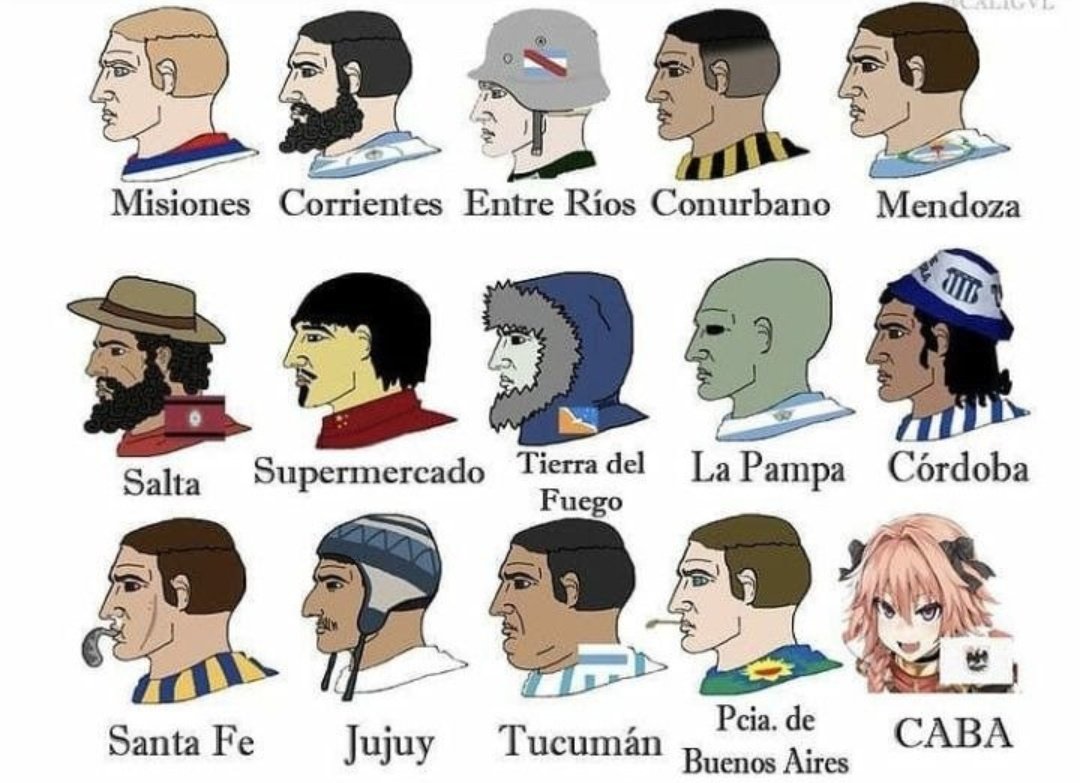 Misiones Corrientes Entre Ríos Conurbano Mendoza
Salta Supermercado Tierra del Fuego La Pampa Córdoba
Santa Fe Jujuy Tucumán Pcia. de Buenos Aires CABA